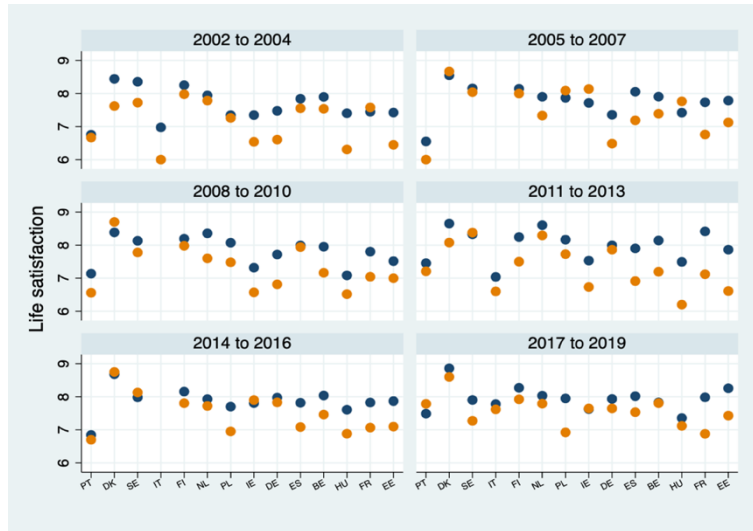 2002 to 2004
2005 to 2007
9
8
7
6
2008 to 2010
2011 to 2013
9
8
7
6
Life satisfaction
2014 to 2016
2017 to 2019
9
8
7
6
PT DK SE IT FI NL PL IE DE ES BE HU FR EE
PT DK SE IT FI NL PL IE DE ES BE HU FR EE